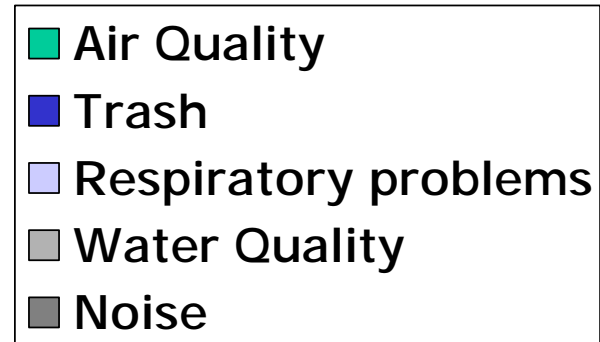 Air Quality
Trash
Respiratory problems
Water Quality
Noise